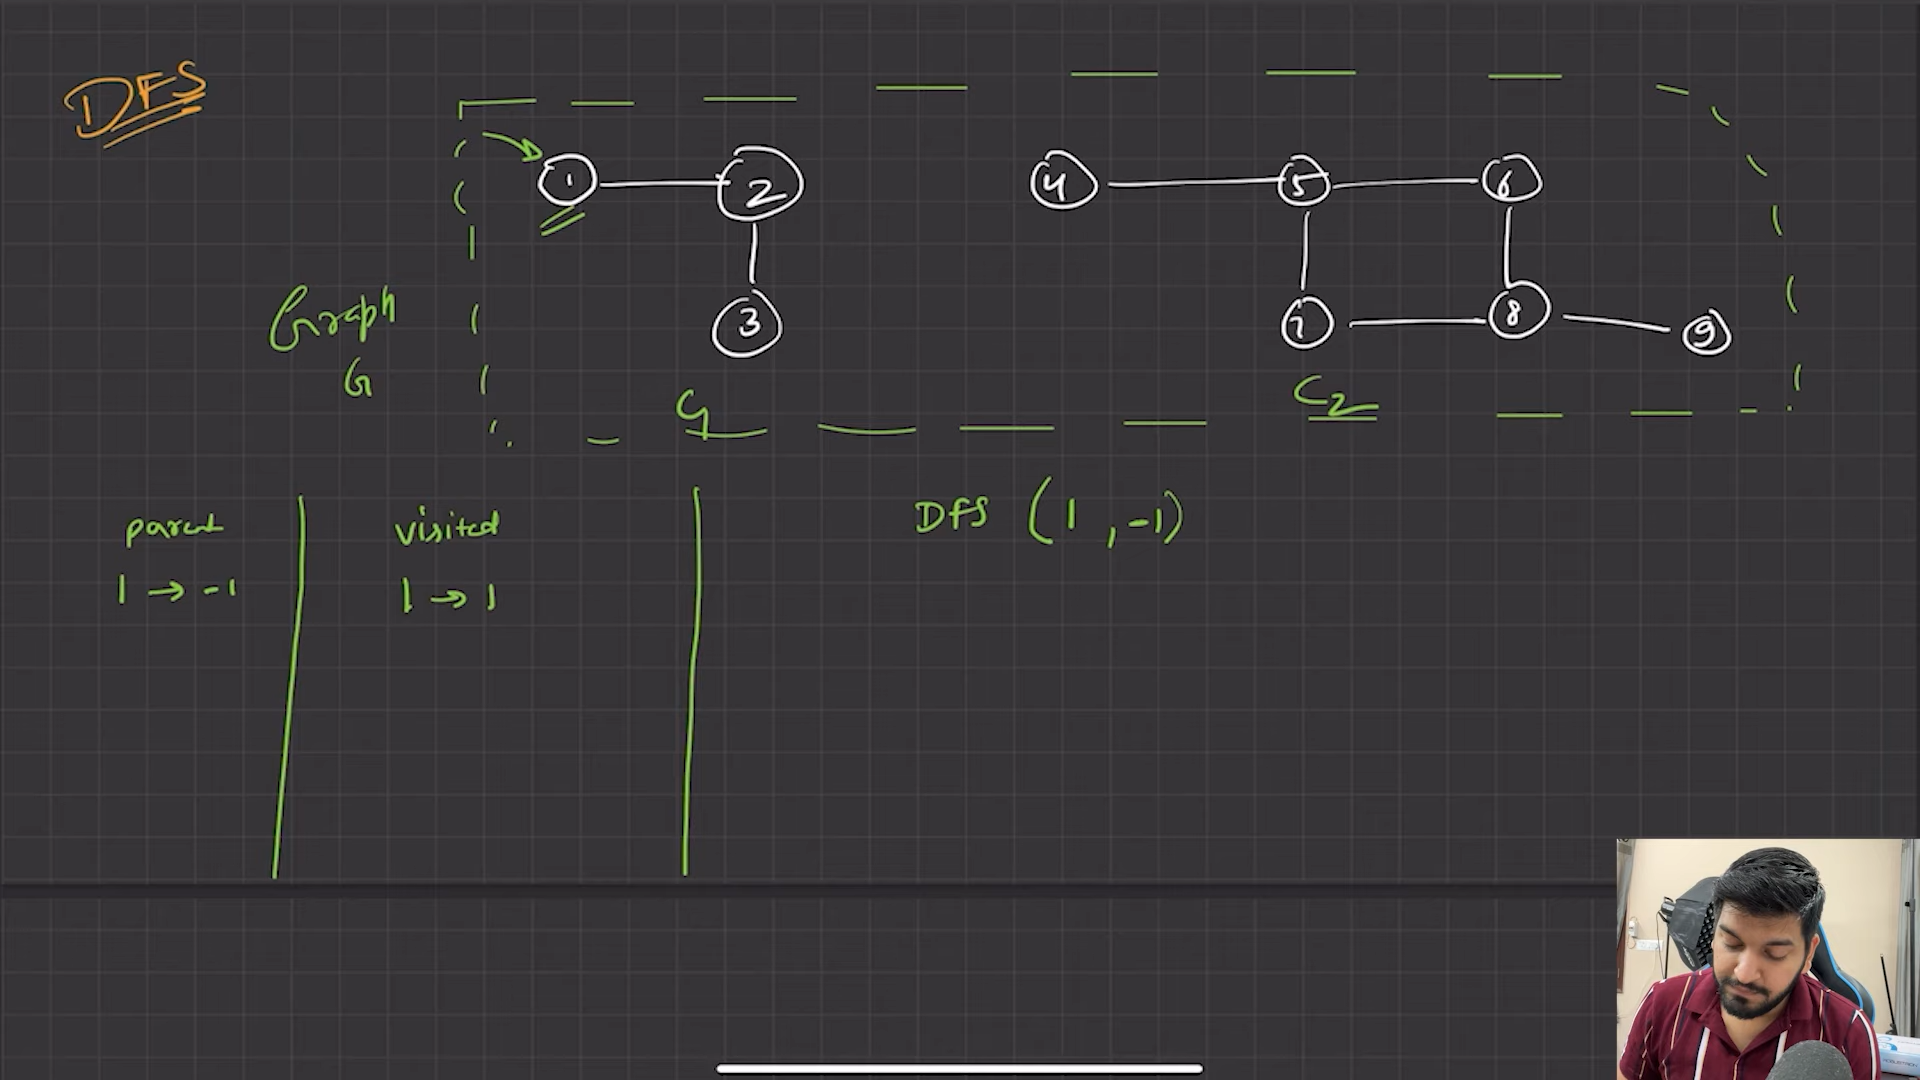 DFS
1 2 4 5 6
3 7 8 9
Graph
G
C1 C2
parent visited DFS (1, -1)
1 → -1 1 → 1